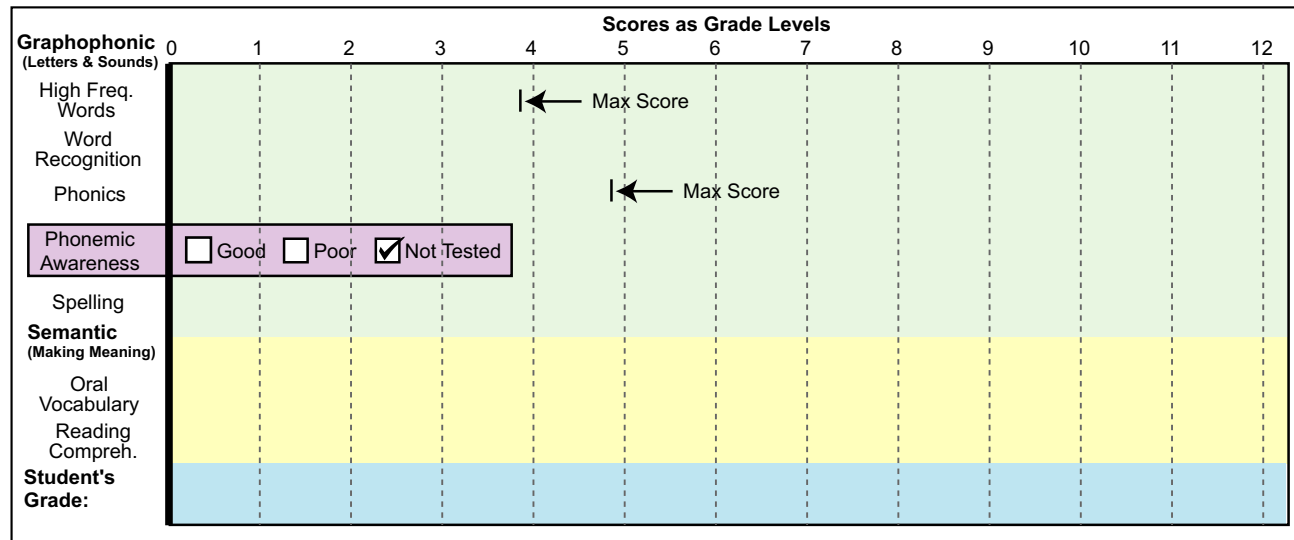 Scores as Grade Levels
Graphophonic
(Letters & Sounds)
0 1 2 3 4 5 6 7 8 9 10 11 12
High Freq.
Words
Max Score
Word
Recognition
Phonics
Max Score
Phonemic
Awareness
Good Poor Not Tested
Spelling
Semantic
(Making Meaning)
Oral
Vocabulary
Reading
Compreh.
Student's
Grade: